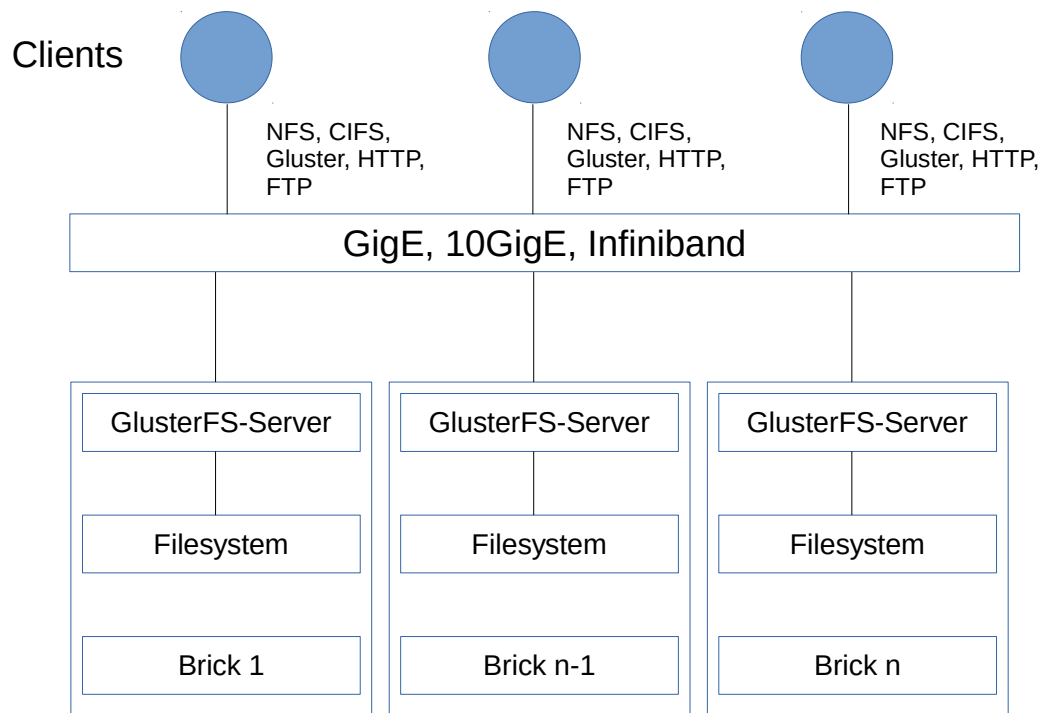 Clients
NFS, CIFS,
Gluster, HTTP,
FTP
NFS, CIFS,
Gluster, HTTP,
FTP
NFS, CIFS,
Gluster, HTTP,
FTP
GigE, 10GigE, Infiniband
GlusterFS-Server
GlusterFS-Server
GlusterFS-Server
Filesystem
Filesystem
Filesystem
Brick 1
Brick n-1
Brick n